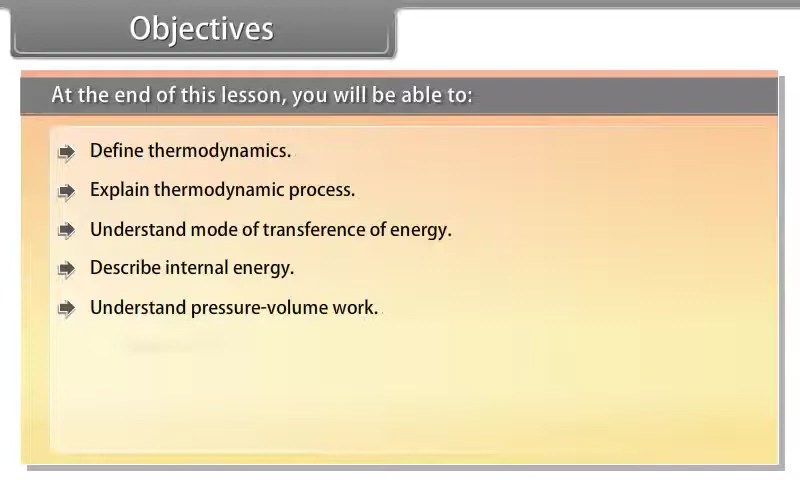 Objectives
At the end of this lesson, you will be able to:
Define thermodynamics.
Explain thermodynamic process.
Understand mode of transference of energy.
Describe internal energy.
Understand pressure-volume work.